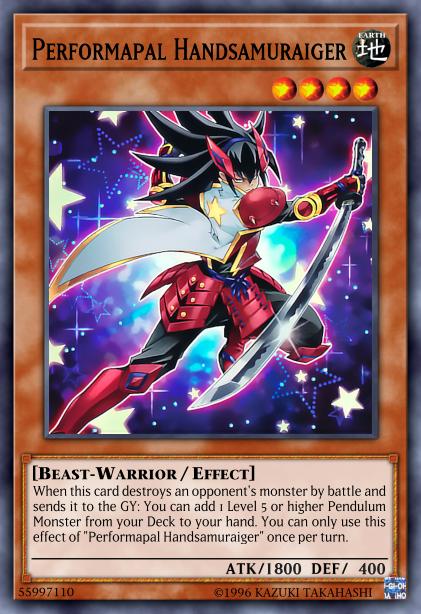 PERFORMAPAL HANDSAMURAIGER
EARTH
地
[BEAST-WARRIOR / EFFECT]
When this card destroys an opponent's monster by battle and
sends it to the GY: You can add 1 Level 5 or higher Pendulum
Monster from your Deck to your hand. You can only use this
effect of "Performapal Handsamuraiger" once per turn.
ATK/1800 DEF/ 400
55997110
©1996 KAZUKI TAKAHASHI